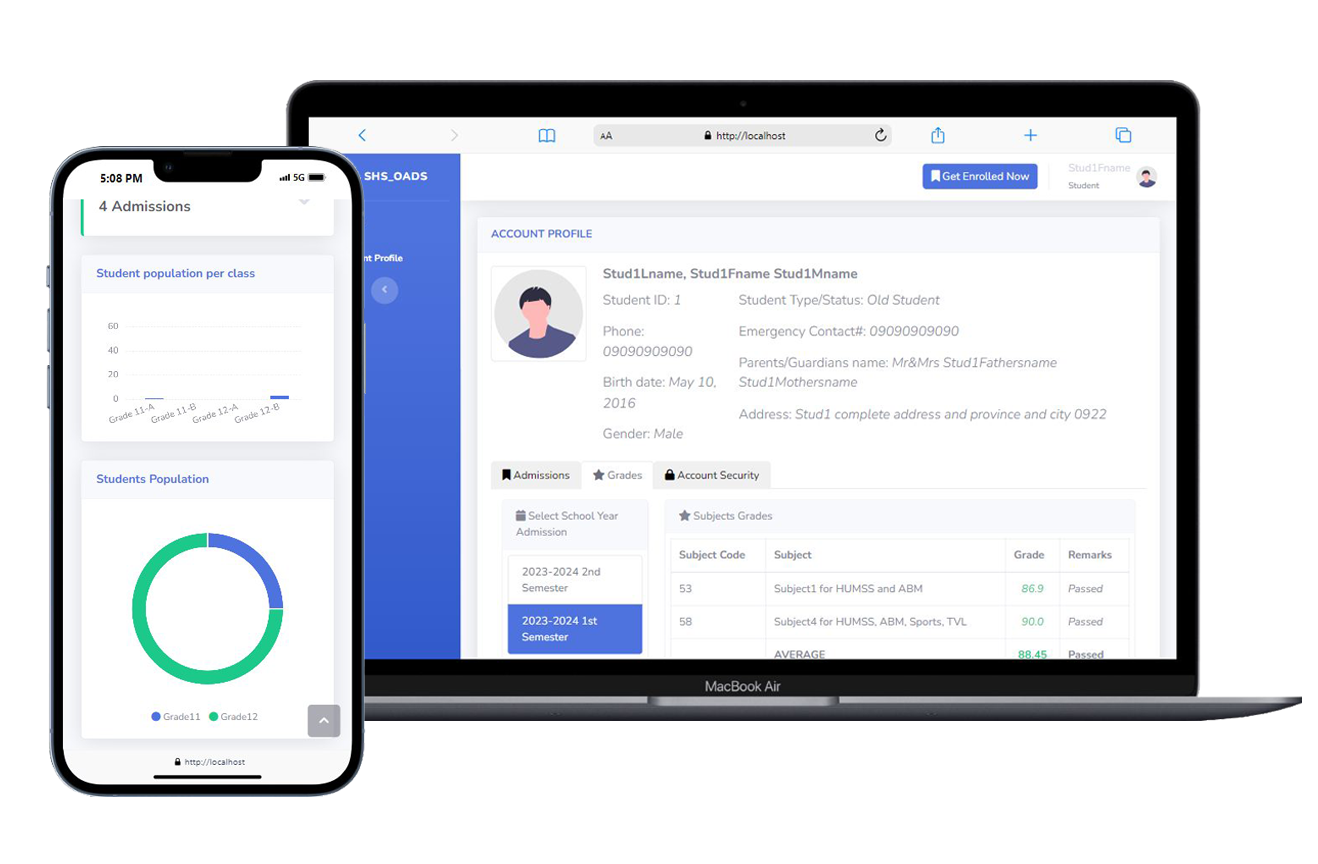 5:08 PM
5G
4 Admissions
Student population per class
60
40
20
0
Grade 11-A
Grade 11-B
Grade 12-A
Grade 12-B
Students Population
Grade11
Grade12
http://localhost
AA
http://localhost
SHS_OADS
Get Enrolled Now
Stud1Fname
Student
nt Profile
ACCOUNT PROFILE
Stud1Lname, Stud1Fname Stud1Mname
Student ID: 1
Student Type/Status: Old Student
Phone:
09090909090
Emergency Contact#: 09090909090
Birth date: May 10,
2016
Parents/Guardians name: Mr&Mrs Stud1Fathersname
Stud1Mothersname
Gender: Male
Address: Stud1 complete address and province and city 0922
Admissions
Grades
Account Security
Select School Year
Admission
2023-2024 2nd
Semester
2023-2024 1st
Semester
Subjects Grades
Subject Code Subject Grade Remarks
53 Subject1 for HUMSS and ABM 86.9 Passed
58 Subject4 for HUMSS, ABM, Sports, TVL 90.0 Passed
AVERAGE 88.45 Passed
MacBook Air